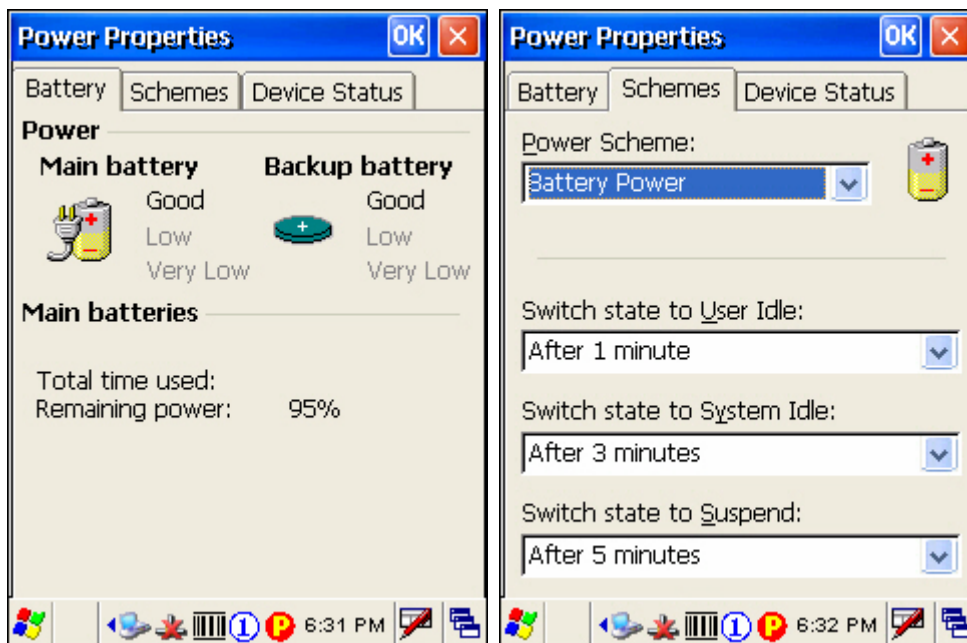 Power Properties OK
Battery Schemes Device Status
Power
Main battery Backup battery
Good Good
Low Low
Very Low Very Low
Main batteries
Total time used:
Remaining power: 95%
1 P 6:31 PM
Power Properties OK
Battery Schemes Device Status
Power Scheme:
Battery Power
Switch state to User Idle:
After 1 minute
Switch state to System Idle:
After 3 minutes
Switch state to Suspend:
After 5 minutes
1 P 6:32 PM